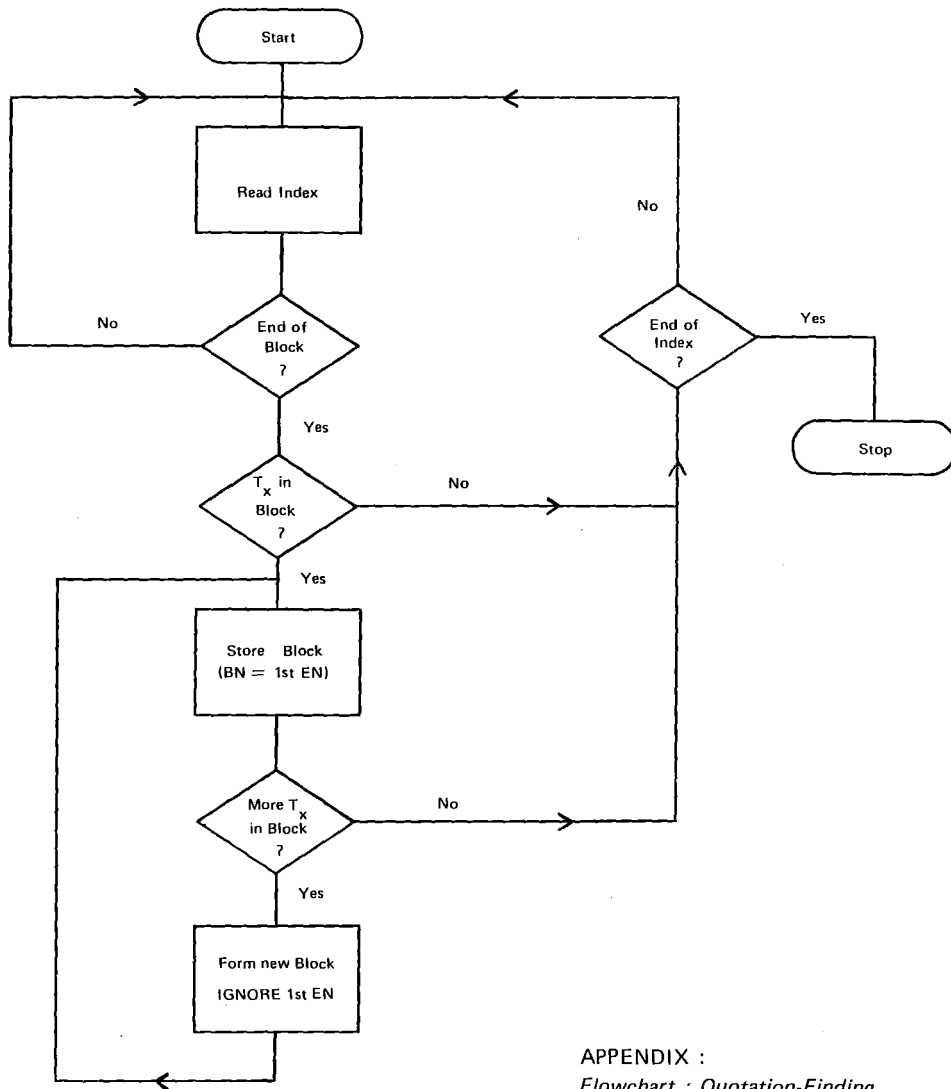 Start
Read Index
No
End of
Block
?
Yes
T_x in
Block
?
No
Yes
Store Block
(BN = 1st EN)
More T_x
in Block
?
No
Yes
Form new Block
IGNORE 1st EN
No
End of
Index
?
Yes
Stop
APPENDIX :
Flowchart : Quotation-Finding